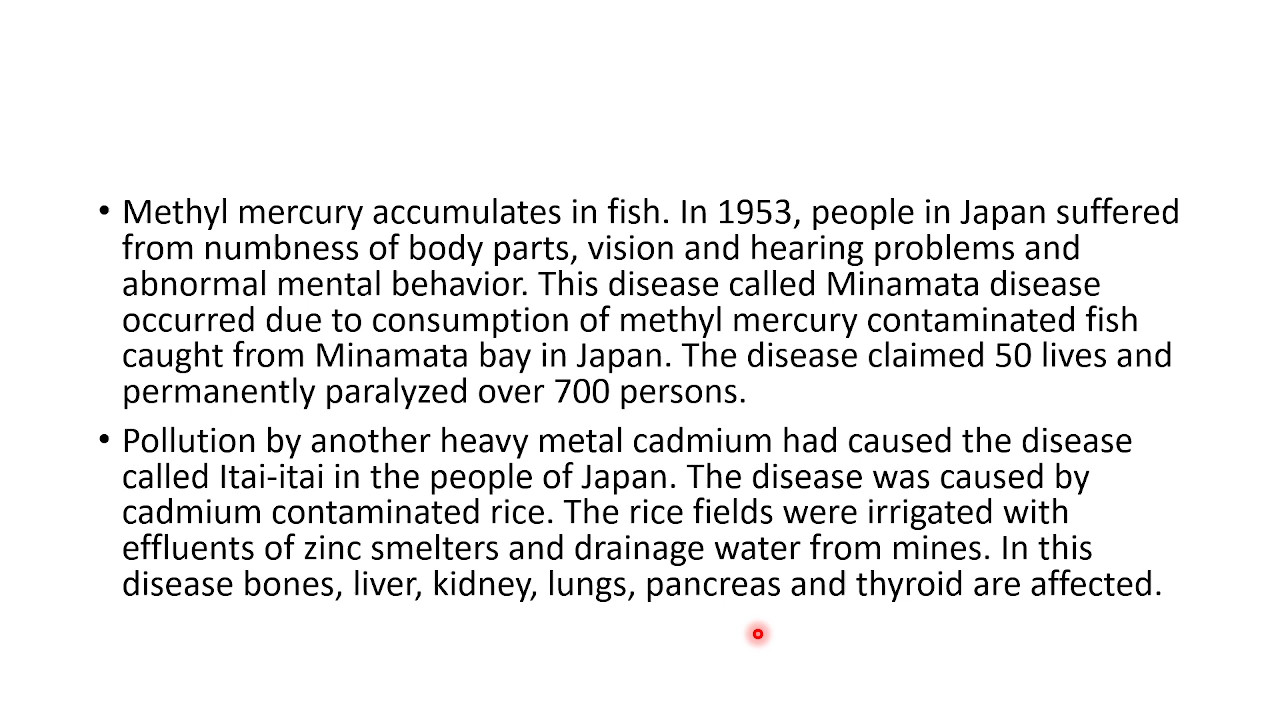 • Methyl mercury accumulates in fish. In 1953, people in Japan suffered
from numbness of body parts, vision and hearing problems and
abnormal mental behavior. This disease called Minamata disease
occurred due to consumption of methyl mercury contaminated fish
caught from Minamata bay in Japan. The disease claimed 50 lives and
permanently paralyzed over 700 persons.
• Pollution by another heavy metal cadmium had caused the disease
called Itai-itai in the people of Japan. The disease was caused by
cadmium contaminated rice. The rice fields were irrigated with
effluents of zinc smelters and drainage water from mines. In this
disease bones, liver, kidney, lungs, pancreas and thyroid are affected.